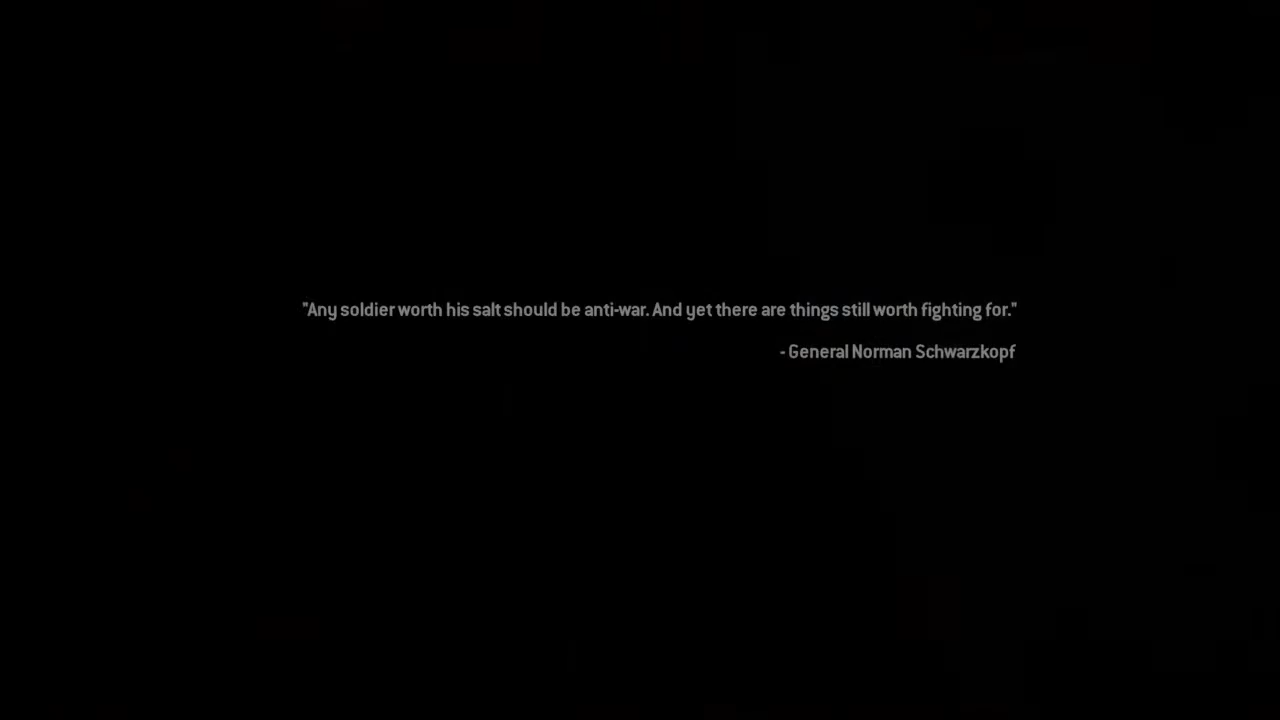 "Any soldier worth his salt should be anti-war. And yet there are things still worth fighting for."
- General Norman Schwarzkopf